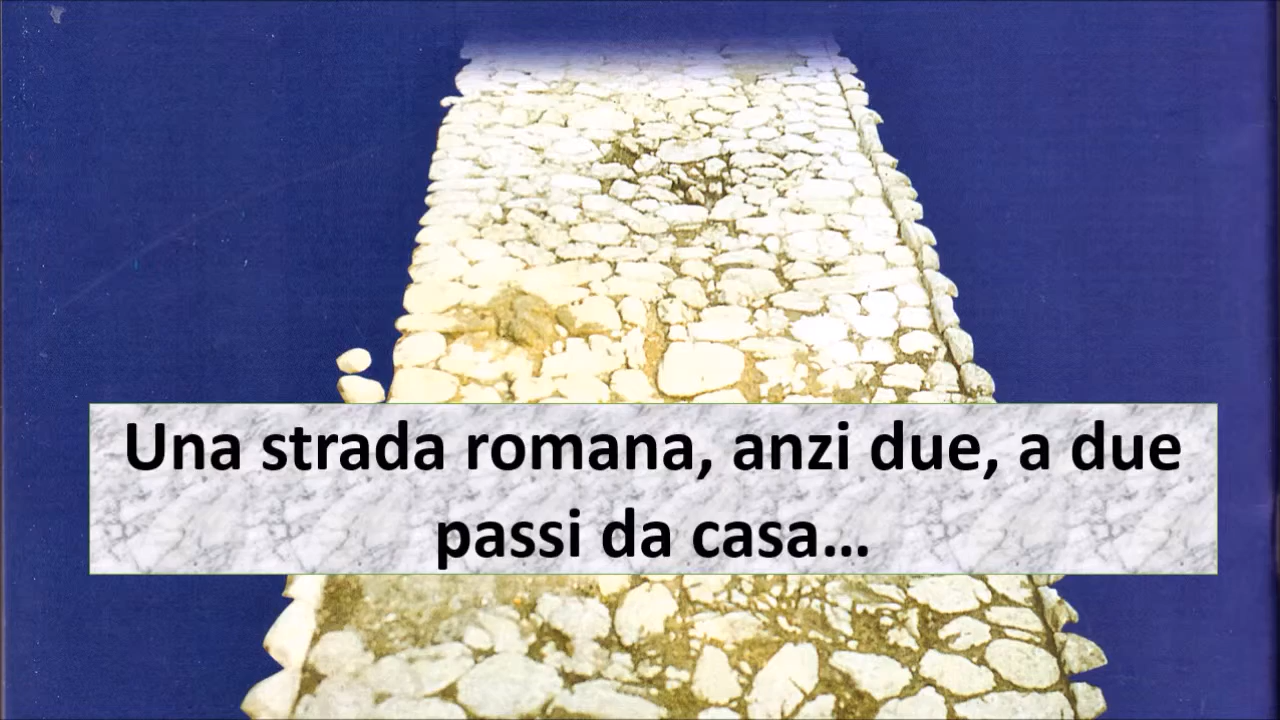 Una strada romana, anzi due, a due
passi da casa…